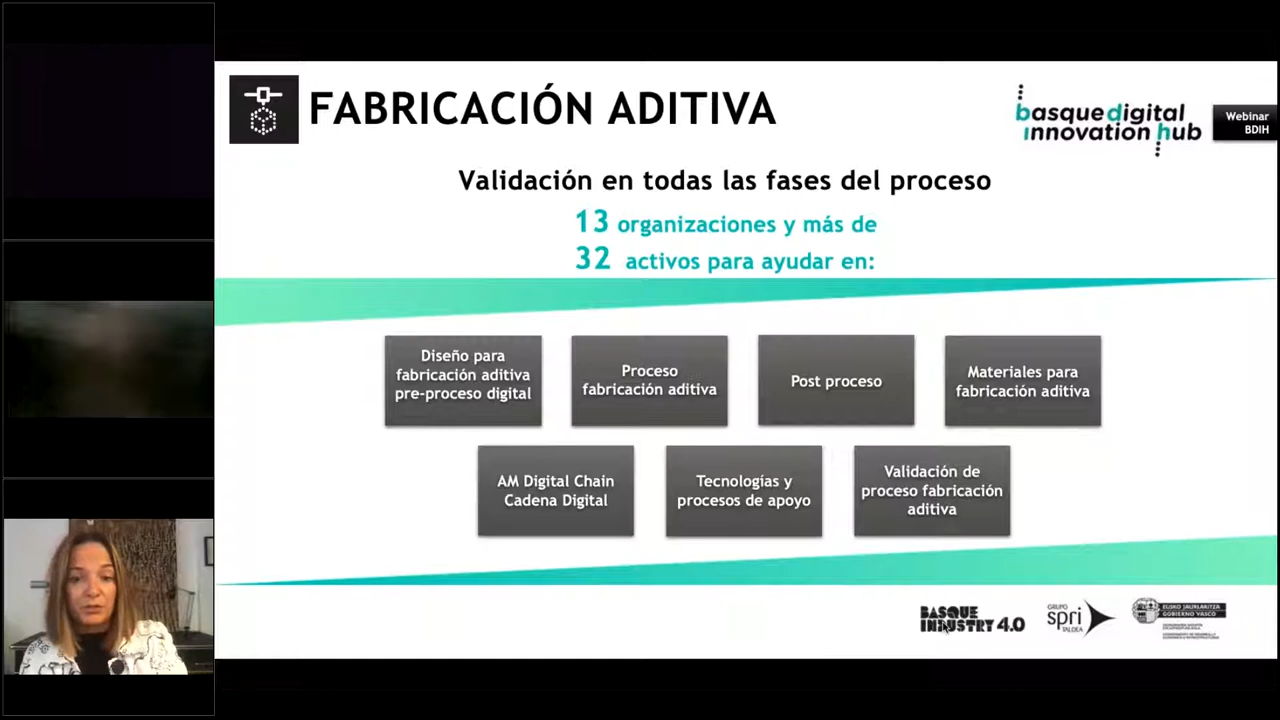 FABRICACIÓN ADITIVA
basquedigital
innovation hub
Webinar
BDIH
Validación en todas las fases del proceso
13 organizaciones y más de
32 activos para ayudar en:
Diseño para
fabricación aditiva
pre-proceso digital
Proceso
fabricación aditiva
Post proceso
Materiales para
fabricación aditiva
AM Digital Chain
Cadena Digital
Tecnologías y
procesos de apoyo
Validación de
proceso fabricación
aditiva
BASQUE
INDUSTRY 4.0
GRUPO
spri
TALDEA
EUSKO JAURLARITZA
GOBIERNO VASCO